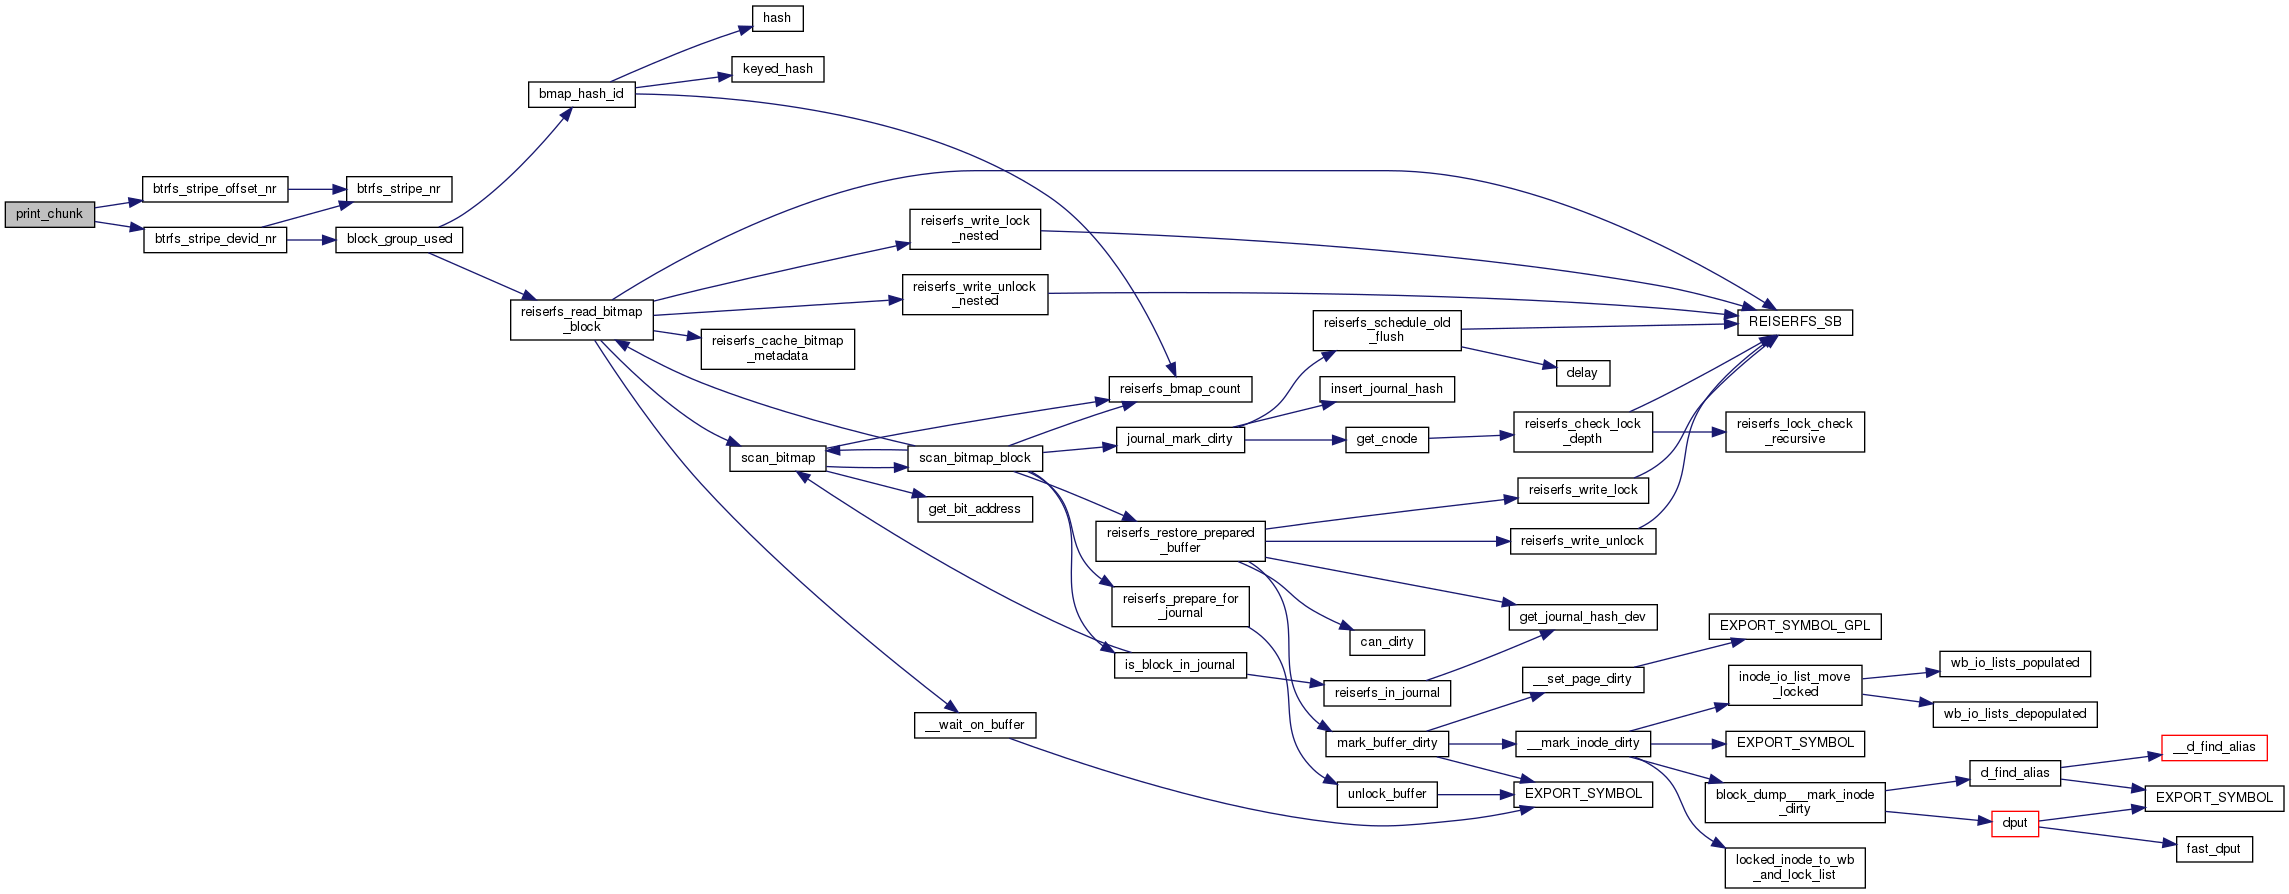 hash
keyed_hash
bmap_hash_id
btrfs_stripe_offset_nr
btrfs_stripe_nr
print_chunk
btrfs_stripe_devid_nr
block_group_used
reiserfs_write_lock
_nested
reiserfs_write_unlock
_nested
reiserfs_read_bitmap
_block
reiserfs_cache_bitmap
_metadata
REISERFS_SB
reiserfs_schedule_old
_flush
delay
reiserfs_bmap_count
insert_journal_hash
journal_mark_dirty
get_cnode
reiserfs_check_lock
_depth
reiserfs_lock_check
_recursive
scan_bitmap
scan_bitmap_block
get_bit_address
reiserfs_write_lock
reiserfs_restore_prepared
_buffer
reiserfs_write_unlock
reiserfs_prepare_for
_journal
get_journal_hash_dev
can_dirty
EXPORT_SYMBOL_GPL
is_block_in_journal
reiserfs_in_journal
__set_page_dirty
inode_io_list_move
_locked
wb_io_lists_populated
wb_io_lists_depopulated
__wait_on_buffer
mark_buffer_dirty
__mark_inode_dirty
EXPORT_SYMBOL
__d_find_alias
d_find_alias
unlock_buffer
EXPORT_SYMBOL
block_dump___mark_inode
_dirty
EXPORT_SYMBOL
dput
fast_dput
locked_inode_to_wb
_and_lock_list